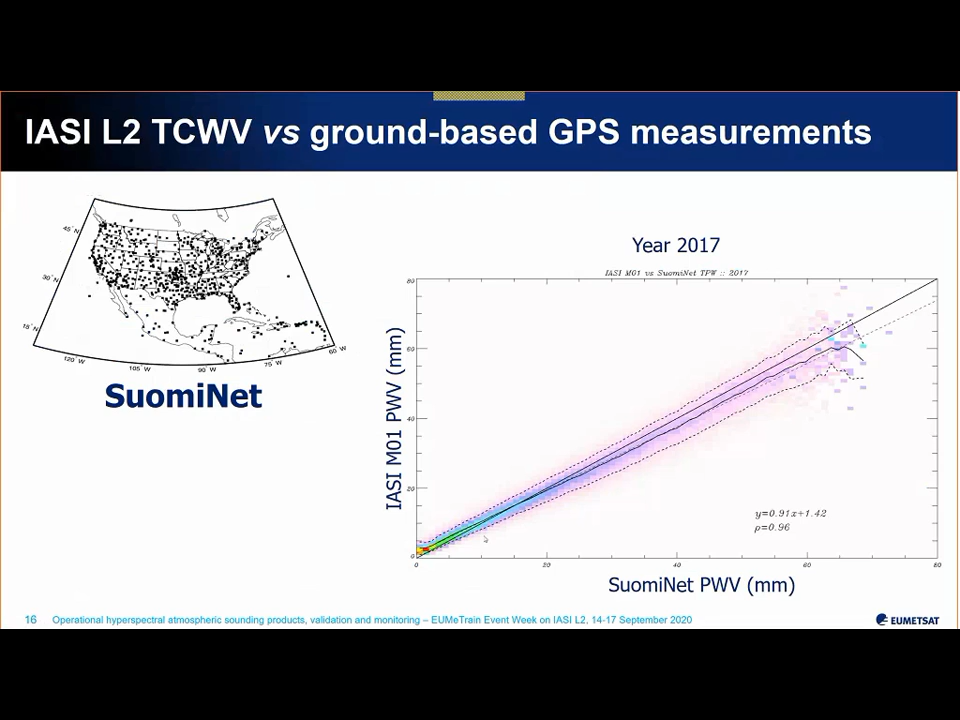 IASI L2 TCWV vs ground-based GPS measurements
45°N
30°N
15°N
120°W
105°W
90°W
75°W
60°W
SuomiNet
Year 2017
IASI M01 vs SuomiNet TPW :: 2017
IASI M01 PWV (mm)
80
60
40
20
0
y=0.91x+1.42
ρ=0.96
0 20 40 60 80
SuomiNet PWV (mm)
16 Operational hyperspectral atmospheric sounding products, validation and monitoring – EUMeTrain Event Week on IASI L2, 14-17 September 2020
EUMETSAT